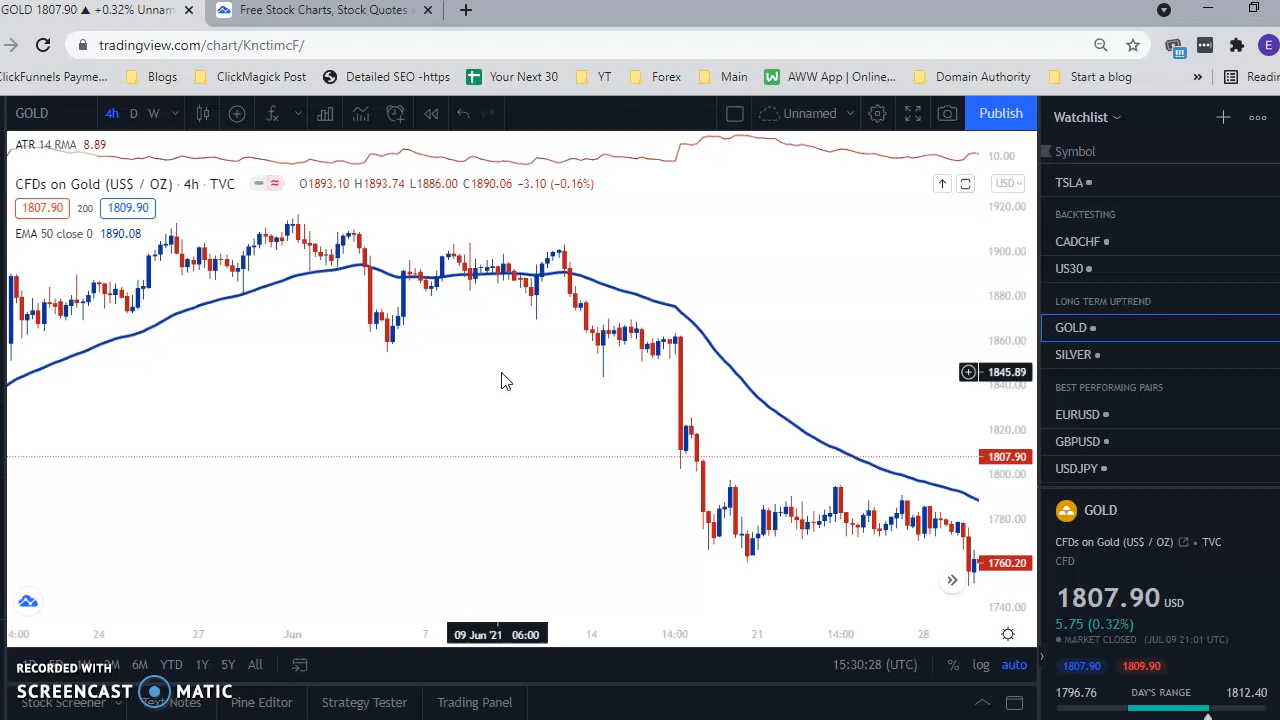 GOLD 1807.90 ▲ +0.32% Unnam
Free Stock Charts, Stock Quotes
tradingview.com/chart/KnctimcF/
E
ClickFunnels Payme...
Blogs
ClickMagick Post
Detailed SEO -https
Your Next 30
YT
Forex
Main
AWW App | Online...
Domain Authority
Start a blog
»
Readin
GOLD
4h
D
W
Unnamed
Publish
Watchlist
Symbol
TSLA
BACKTESTING
CADCHF
US30
LONG TERM UPTREND
GOLD
SILVER
BEST PERFORMING PAIRS
EURUSD
GBPUSD
USDJPY
ATR 14 RMA 8.89
CFDs on Gold (US$ / OZ) · 4h · TVC
O1893.10 H1893.74 L1886.00 C1890.06 −3.10 (−0.16%)
1807.90 200 1809.90
EMA 50 close 0 1890.08
10.00
USD
1920.00
1900.00
1880.00
1860.00
1845.89
1840.00
1820.00
1807.90
1800.00
1780.00
1760.20
1740.00
4:00
24
27
Jun
7
09 Jun '21 06:00
14
14:00
21
14:00
28
GOLD
CFDs on Gold (US$ / OZ) • TVC
CFD
1807.90 USD
5.75 (0.32%)
MARKET CLOSED (JUL 09 21:01 UTC)
1807.90 1809.90
1796.76 DAY'S RANGE 1812.40
6M YTD 1Y 5Y All
15:30:28 (UTC) % log auto
RECORDED WITH
SCREENCAST MATIC
Stock Screener
Text Notes
Pine Editor
Strategy Tester
Trading Panel